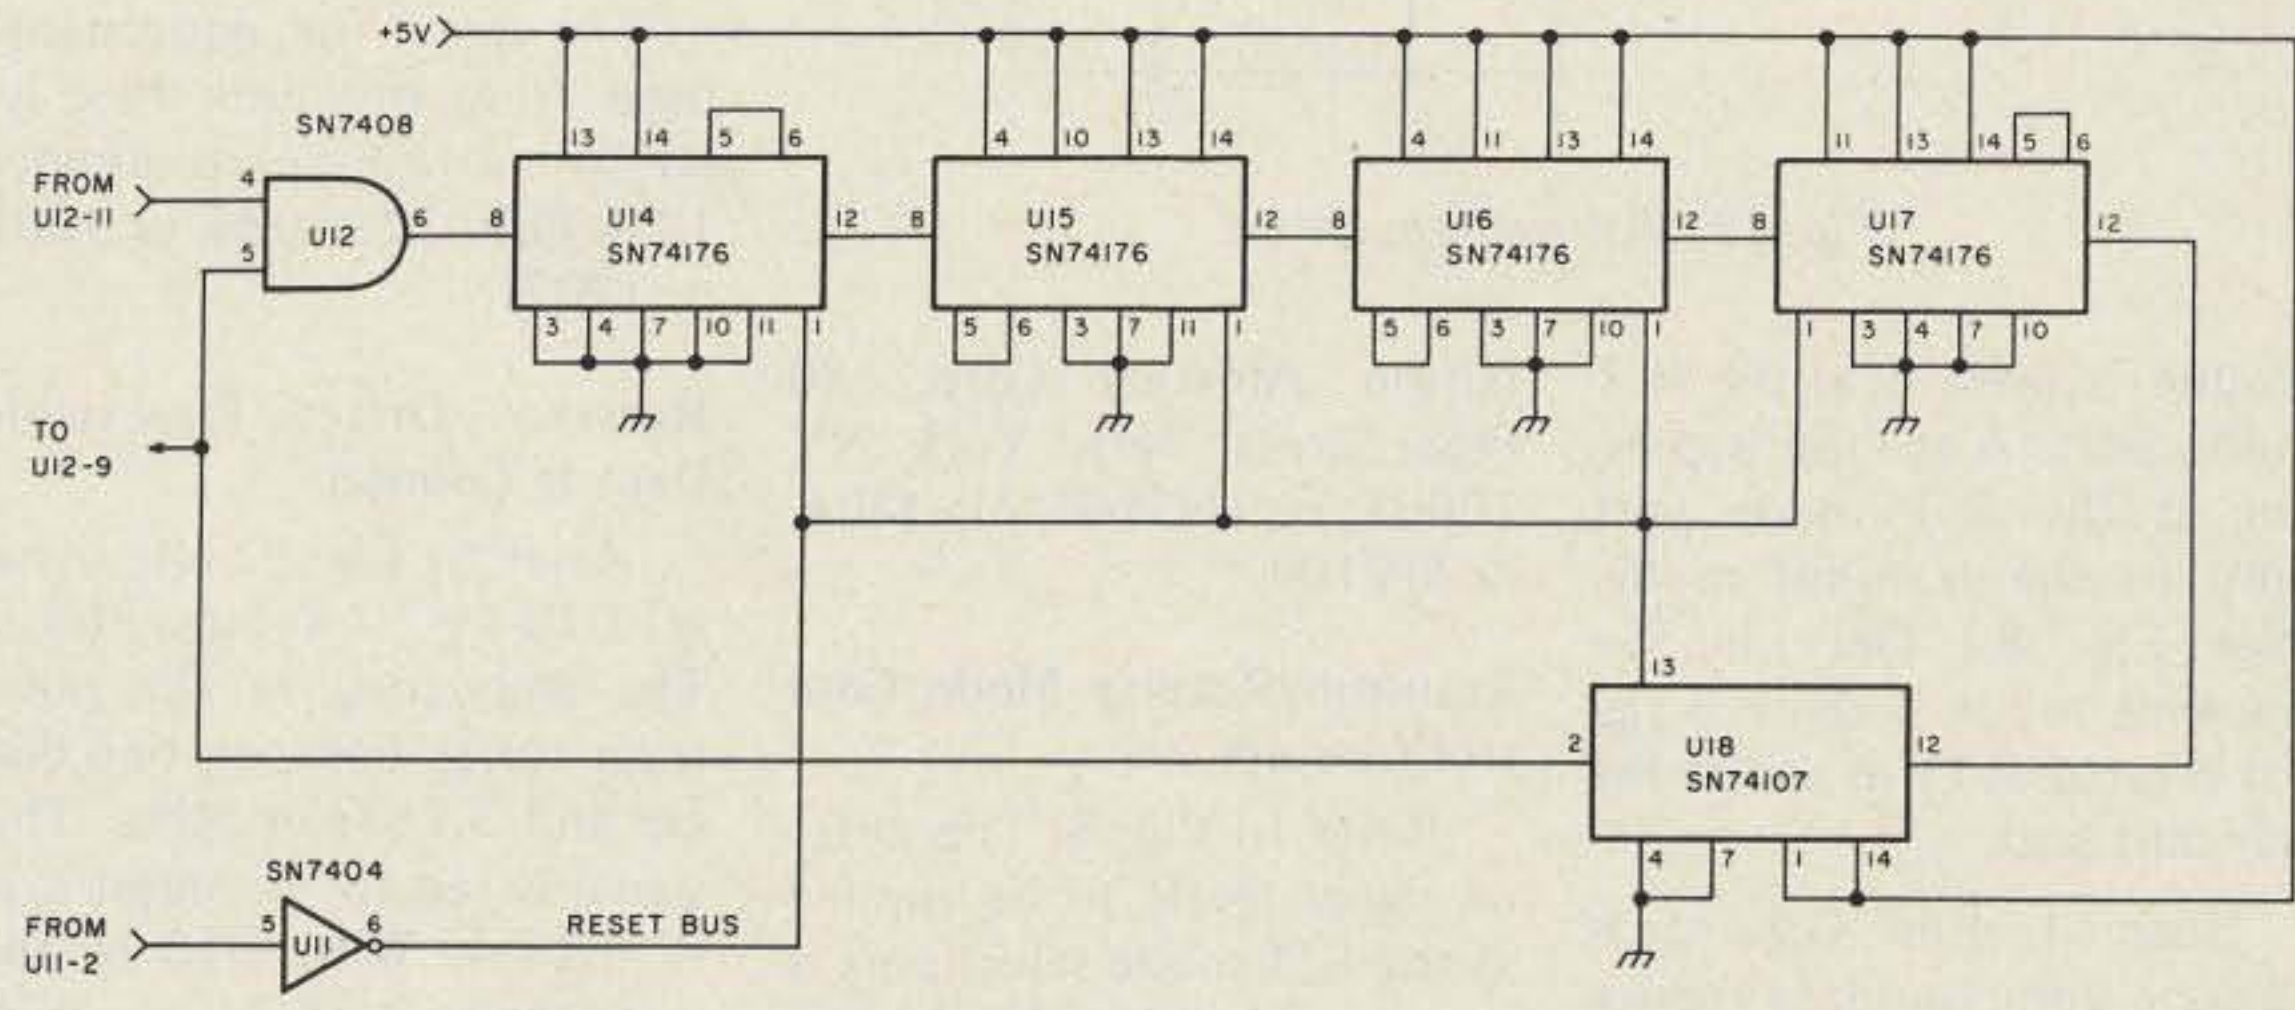 +5V
SN7408
FROM
U12-11
4
5
U12
6
8
13
14
5
6
U14
SN74176
12
3
4
7
10
11
1
8
4
10
13
14
U15
SN74176
12
5
6
3
7
11
1
8
4
11
13
14
U16
SN74176
12
5
6
3
7
10
1
8
11
13
14
5
6
U17
SN74176
12
1
3
4
7
10
TO
U12-9
13
2
U18
SN74107
12
4
7
1
14
SN7404
FROM
U11-2
5
U11
6
RESET BUS